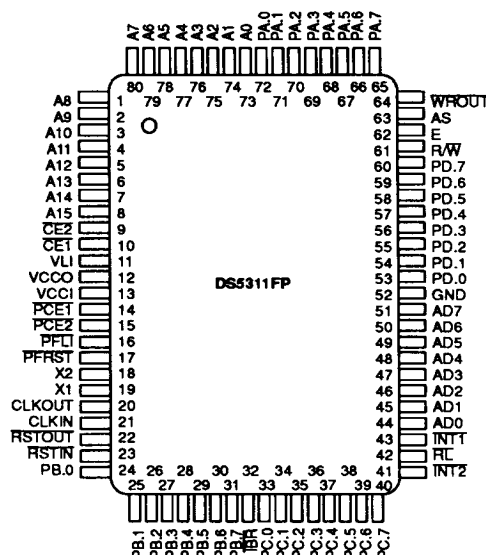 A7 A6 A5 A4 A3 A2 A1 A0 PA.0 PA.1 PA.2 PA.3 PA.4 PA.5 PA.6 PA.7
80 78 76 74 72 70 68 66 65
79 77 75 73 71 69 67
A8 1 64 WROUT
A9 2 63 AS
A10 3 62 E
A11 4 61 R/W
A12 5 60 PD.7
A13 6 59 PD.6
A14 7 58 PD.5
A15 8 57 PD.4
CE2 9 56 PD.3
CE1 10 55 PD.2
VLI 11 54 PD.1
VCCO 12 53 PD.0
DS5311FP
VCCI 13 52 GND
PCE1 14 51 AD7
PCE2 15 50 AD6
PFLI 16 49 AD5
PFRST 17 48 AD4
X2 18 47 AD3
X1 19 46 AD2
CLKOUT 20 45 AD1
CLKIN 21 44 AD0
RSTOUT 22 43 INT1
RSTIN 23 42 RL
PB.0 24 41 INT2
26 28 30 32 34 36 38
25 27 29 31 33 35 37 39 40
PB.1 PB.2 PB.3 PB.4 PB.5 PB.6 PB.7 IBR PC.0 PC.1 PC.2 PC.3 PC.4 PC.5 PC.6 PC.7